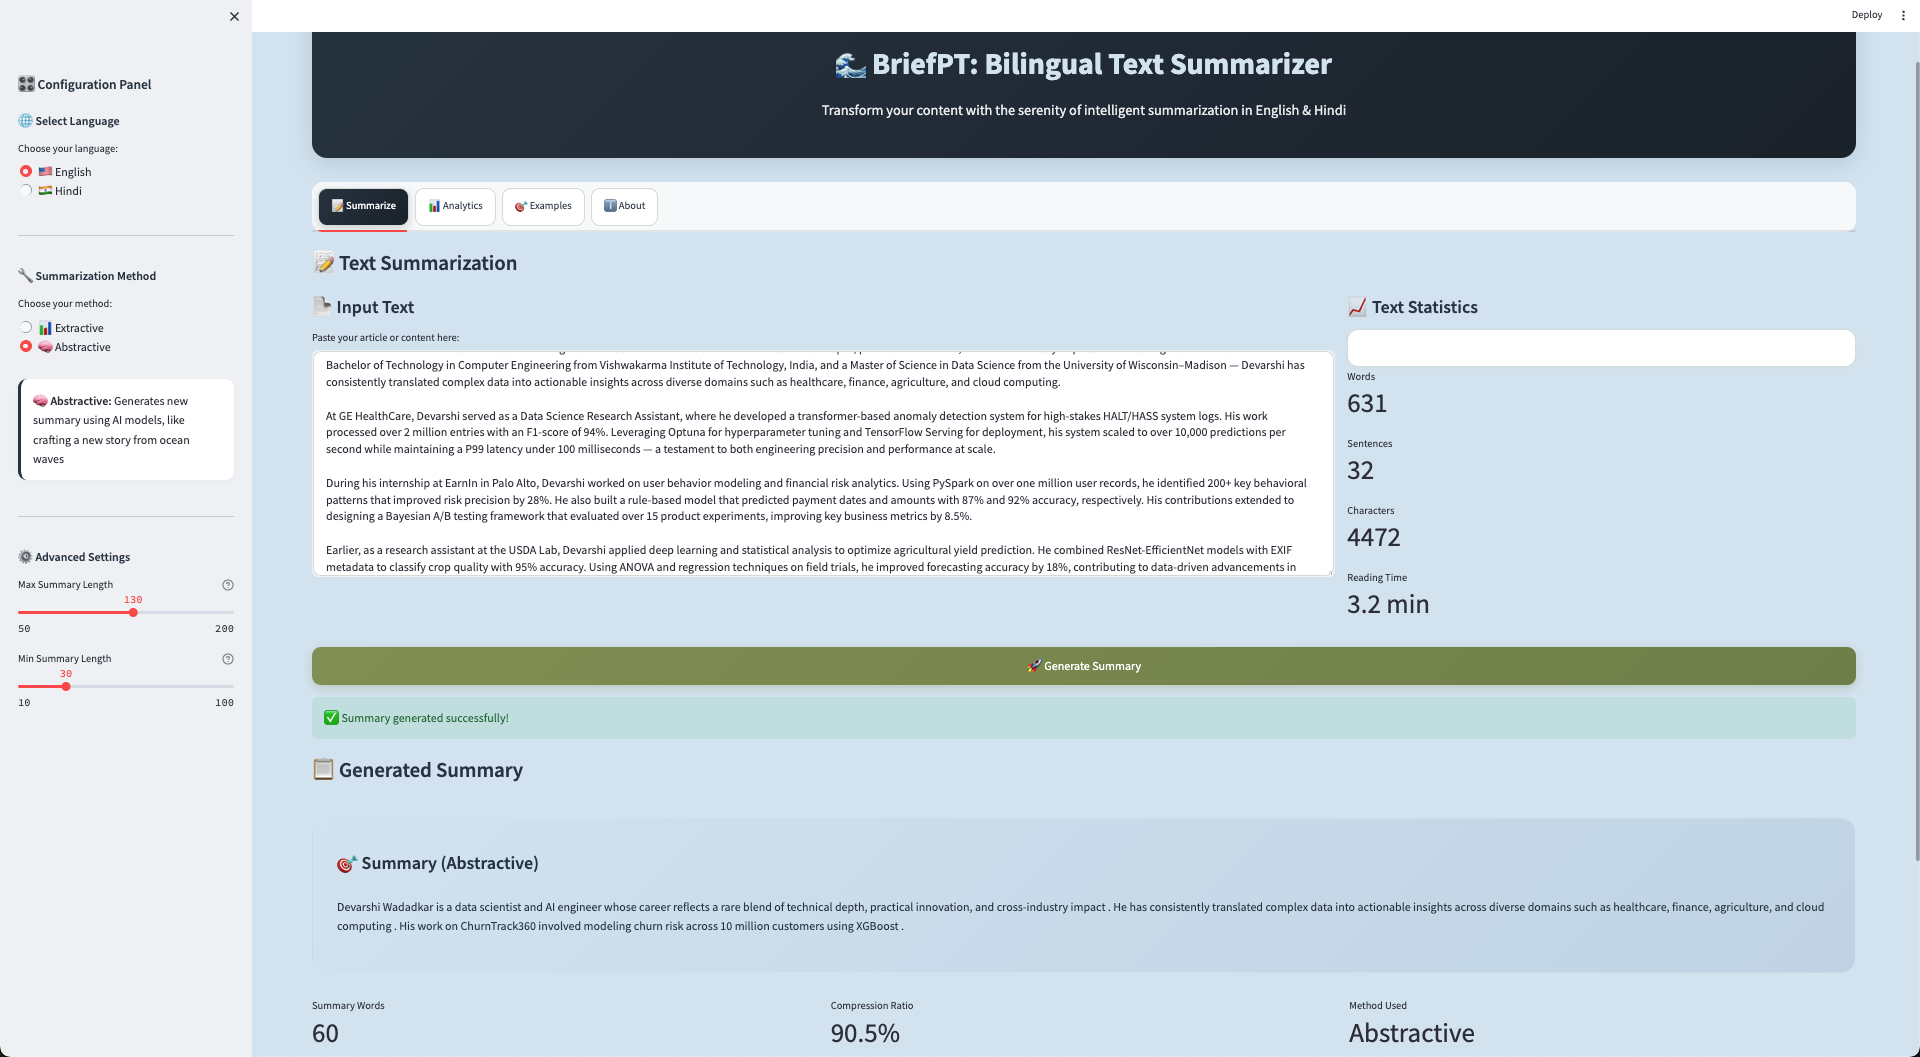 Deploy
Configuration Panel
Select Language
Choose your language:
English
Hindi
Summarization Method
Choose your method:
Extractive
Abstractive
Abstractive: Generates new
summary using AI models, like
crafting a new story from ocean
waves
Advanced Settings
Max Summary Length
130
50 200
Min Summary Length
30
10 100
BriefPT: Bilingual Text Summarizer
Transform your content with the serenity of intelligent summarization in English & Hindi
Summarize Analytics Examples About
Text Summarization
Input Text
Paste your article or content here:
Bachelor of Technology in Computer Engineering from Vishwakarma Institute of Technology, India, and a Master of Science in Data Science from the University of Wisconsin–Madison — Devarshi has
consistently translated complex data into actionable insights across diverse domains such as healthcare, finance, agriculture, and cloud computing.
At GE HealthCare, Devarshi served as a Data Science Research Assistant, where he developed a transformer-based anomaly detection system for high-stakes HALT/HASS system logs. His work
processed over 2 million entries with an F1-score of 94%. Leveraging Optuna for hyperparameter tuning and TensorFlow Serving for deployment, his system scaled to over 10,000 predictions per
second while maintaining a P99 latency under 100 milliseconds — a testament to both engineering precision and performance at scale.
During his internship at EarnIn in Palo Alto, Devarshi worked on user behavior modeling and financial risk analytics. Using PySpark on over one million user records, he identified 200+ key behavioral
patterns that improved risk precision by 28%. He also built a rule-based model that predicted payment dates and amounts with 87% and 92% accuracy, respectively. His contributions extended to
designing a Bayesian A/B testing framework that evaluated over 15 product experiments, improving key business metrics by 8.5%.
Earlier, as a research assistant at the USDA Lab, Devarshi applied deep learning and statistical analysis to optimize agricultural yield prediction. He combined ResNet-EfficientNet models with EXIF
metadata to classify crop quality with 95% accuracy. Using ANOVA and regression techniques on field trials, he improved forecasting accuracy by 18%, contributing to data-driven advancements in
Text Statistics
Words
631
Sentences
32
Characters
4472
Reading Time
3.2 min
Generate Summary
Summary generated successfully!
Generated Summary
Summary (Abstractive)
Devarshi Wadadkar is a data scientist and AI engineer whose career reflects a rare blend of technical depth, practical innovation, and cross-industry impact . He has consistently translated complex data into actionable insights across diverse domains such as healthcare, finance, agriculture, and cloud
computing . His work on ChurnTrack360 involved modeling churn risk across 10 million customers using XGBoost .
Summary Words
60
Compression Ratio
90.5%
Method Used
Abstractive